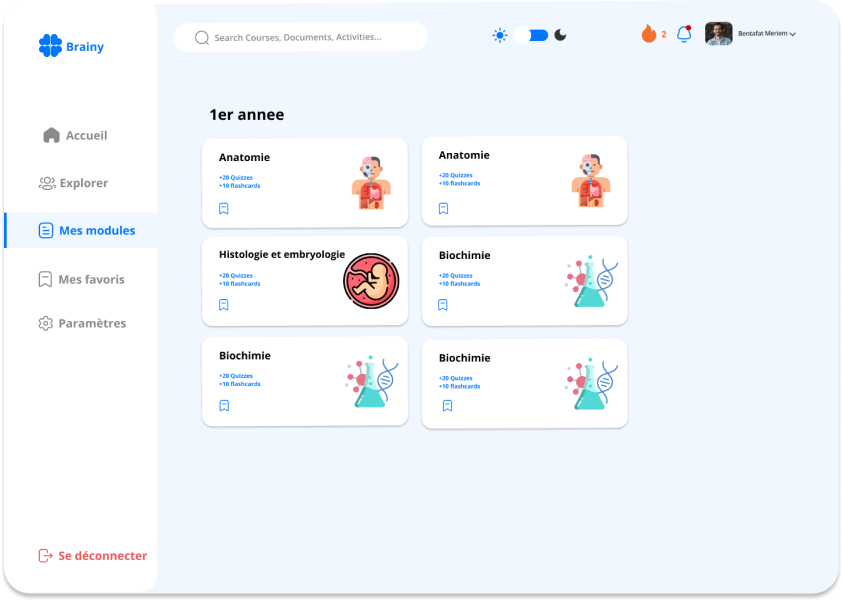 Brainy
Search Courses, Documents, Activities...
2
Bentafat Meriem
Accueil
Explorer
Mes modules
Mes favoris
Paramètres
Se déconnecter
1er annee
Anatomie
+20 Quizzes
+10 flashcards
Anatomie
+20 Quizzes
+10 flashcards
Histologie et embryologie
+20 Quizzes
+10 flashcards
Biochimie
+20 Quizzes
+10 flashcards
Biochimie
+20 Quizzes
+10 flashcards
Biochimie
+20 Quizzes
+10 flashcards